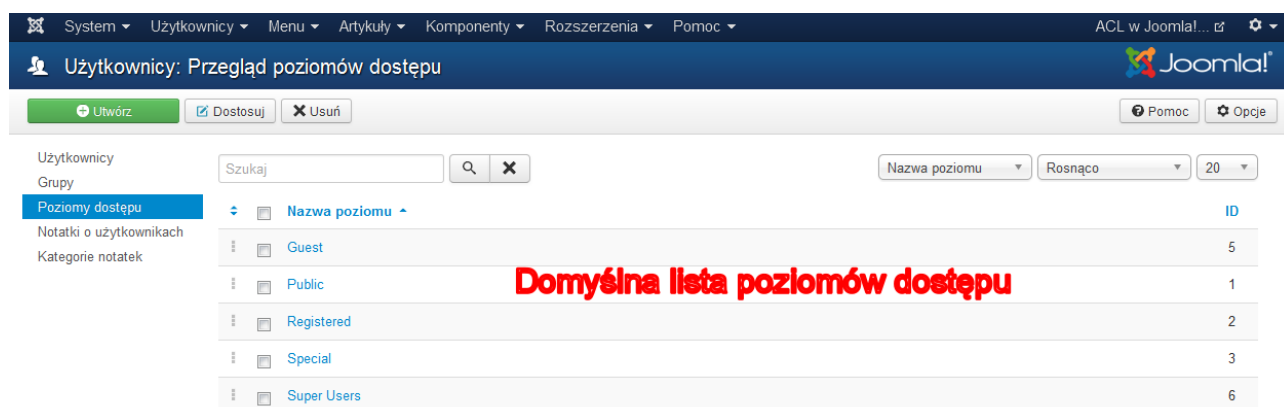 System Użytkownicy Menu Artykuły Komponenty Rozszerzenia Pomoc ACL w Joomla!...
Użytkownicy: Przegląd poziomów dostępu Joomla!®
Utwórz Dostosuj Usuń Pomoc Opcje
Użytkownicy
Grupy
Poziomy dostępu
Notatki o użytkownikach
Kategorie notatek
Szukaj Nazwa poziomu Rosnąco 20
Nazwa poziomu ID
Guest 5
Domyślna lista poziomów dostępu
Public 1
Registered 2
Special 3
Super Users 6